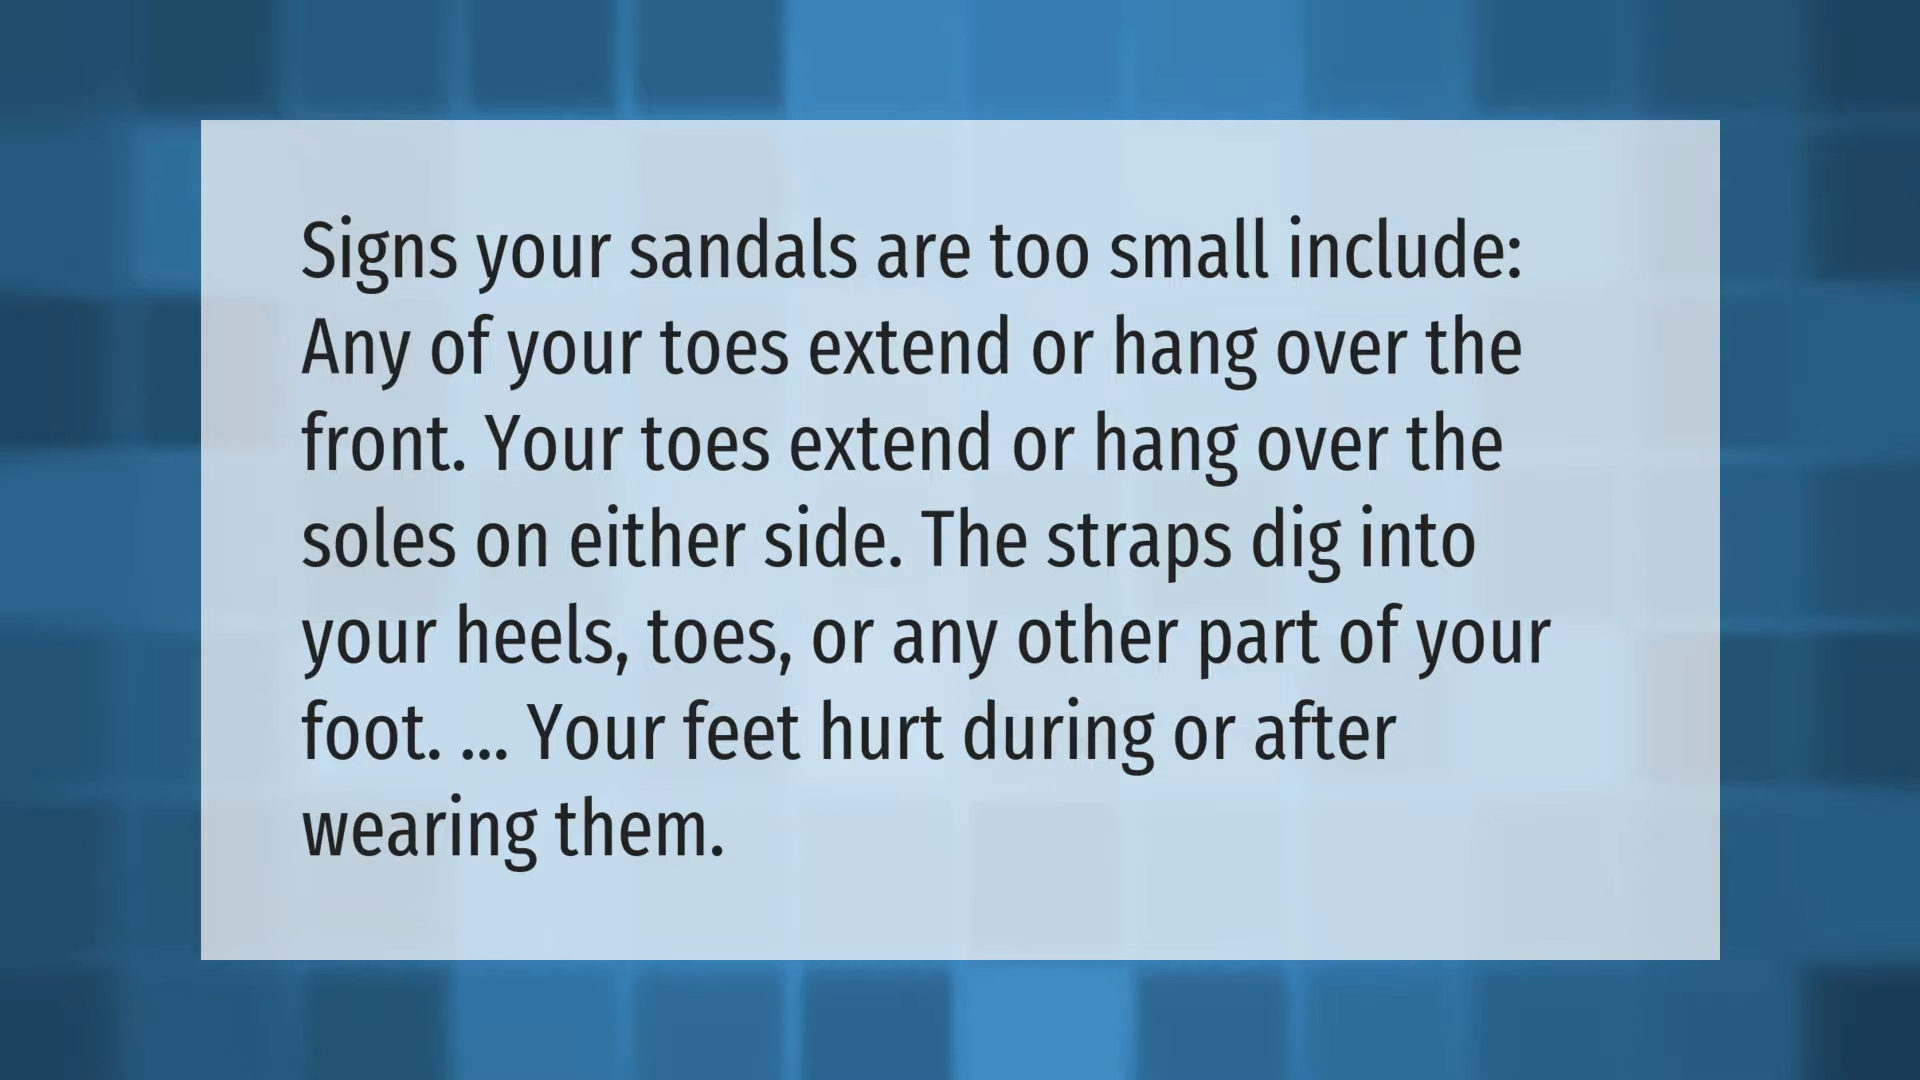 Signs your sandals are too small include:
Any of your toes extend or hang over the
front. Your toes extend or hang over the
soles on either side. The straps dig into
your heels, toes, or any other part of your
foot. ... Your feet hurt during or after
wearing them.